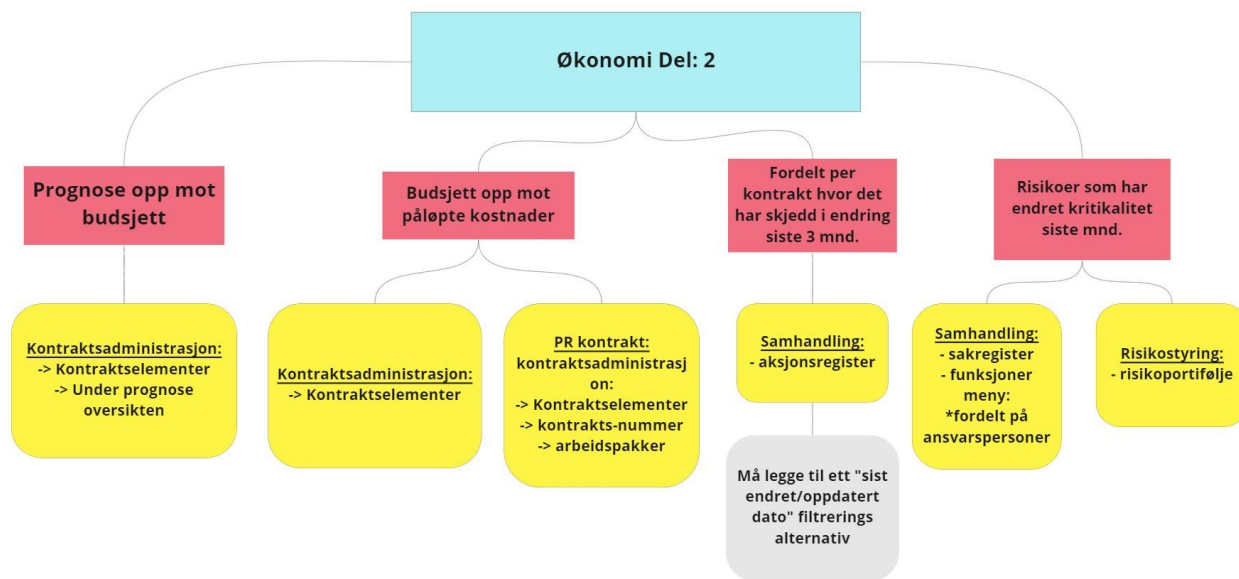 Økonomi Del: 2
Prognose opp mot
budsjett
Budsjett opp mot
påløpte kostnader
Fordelt per
kontrakt hvor det
har skjedd i endring
siste 3 mnd.
Risikoer som har
endret kritikalitet
siste mnd.
Kontraktsadministrasjon:
-> Kontraktselementer
-> Under prognose
oversikten
Kontraktsadministrasjon:
-> Kontraktselementer
PR kontrakt:
kontraktsadministrasj
on:
-> Kontraktselementer
-> kontrakts-nummer
-> arbeidspakker
Samhandling:
- aksjonsregister
Må legge til ett "sist
endret/oppdatert
dato" filtrerings
alternativ
Samhandling:
- sakregister
- funksjoner
meny:
*fordelt på
ansvarspersoner
Risikostyring:
- risikoportifølje